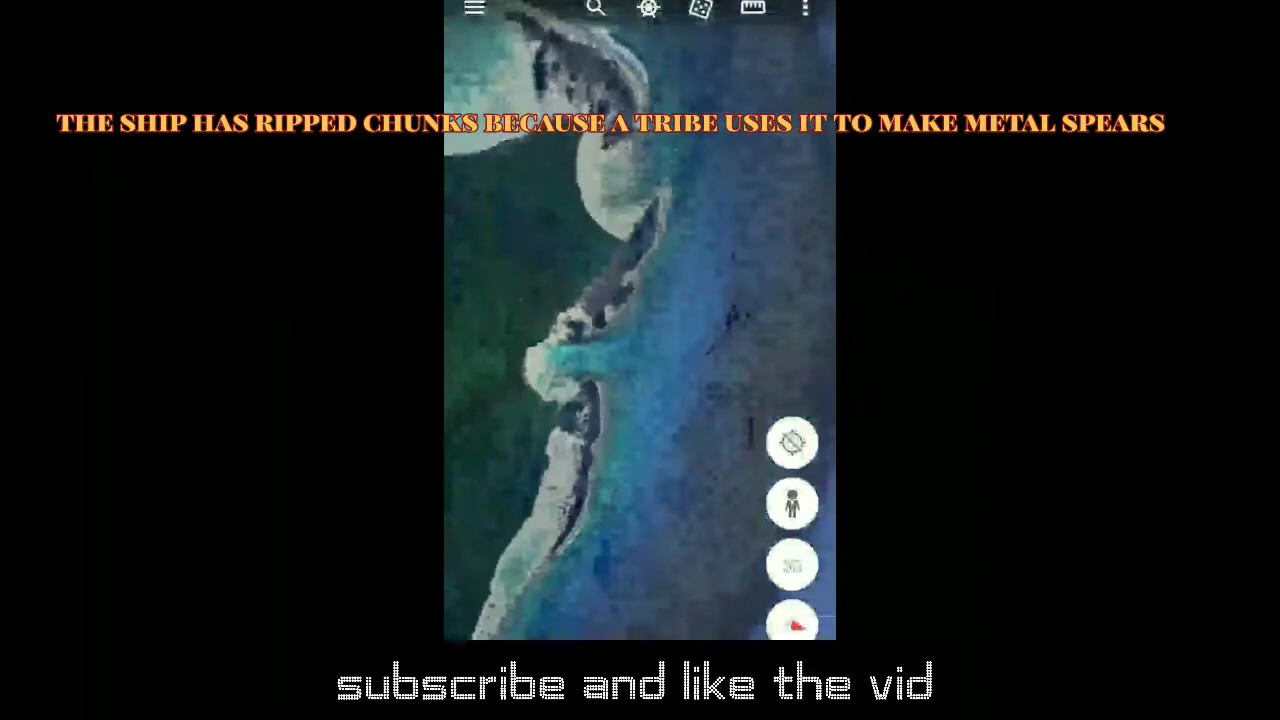 THE SHIP HAS RIPPED CHUNKS BECAUSE A TRIBE USES IT TO MAKE METAL SPEARS
subscribe and like the vid